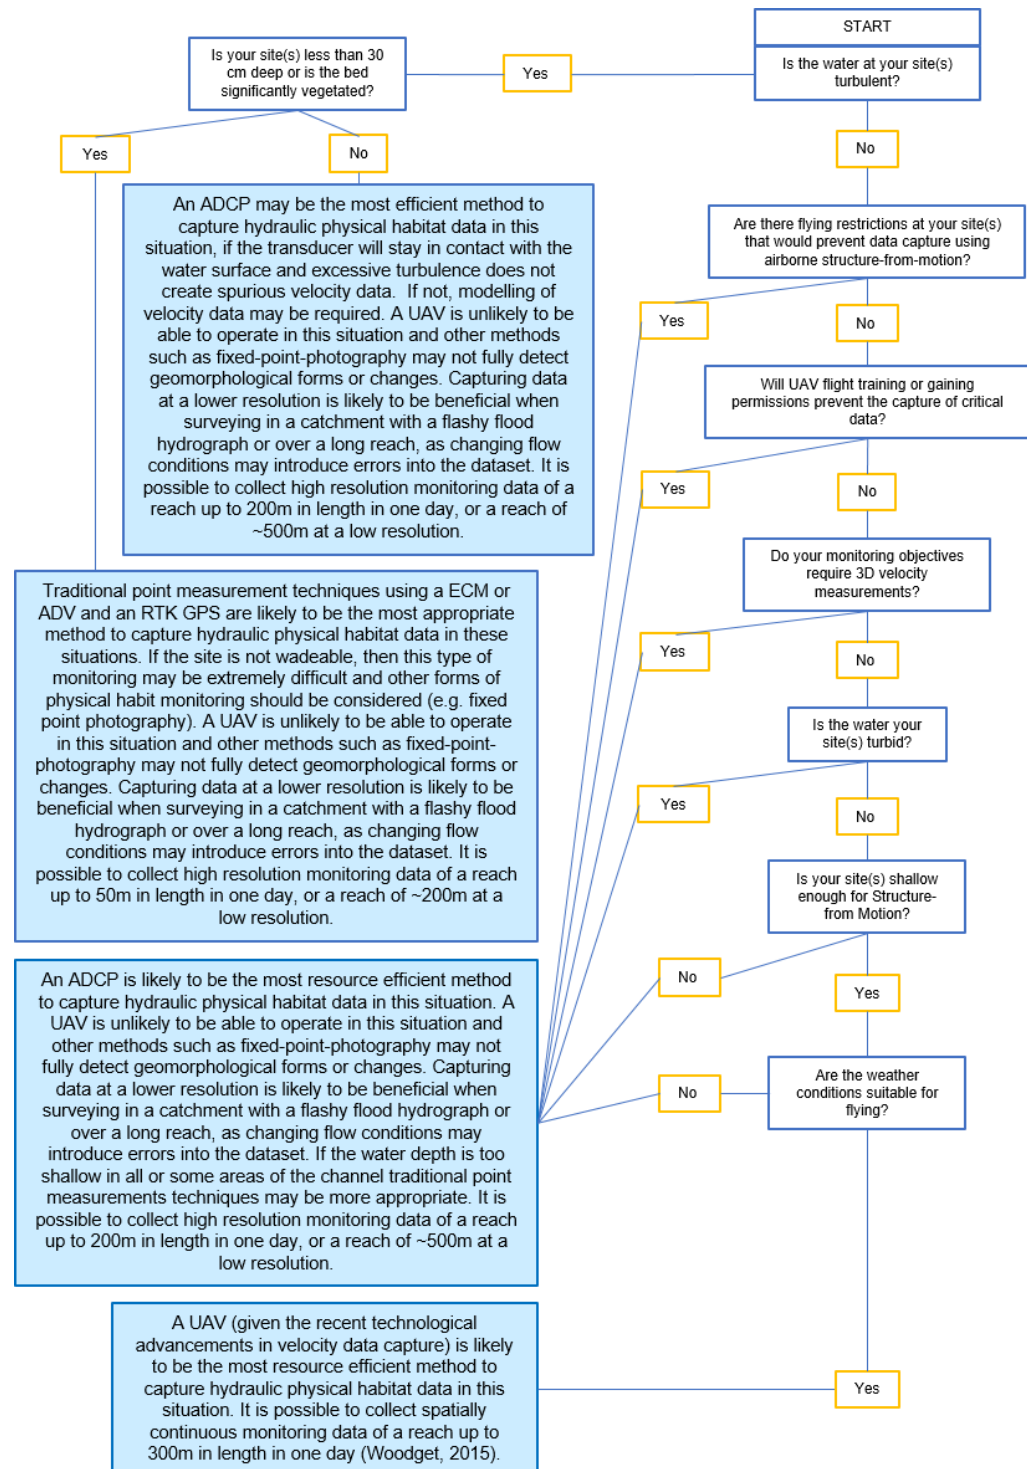 START
Is the water at your site(s)
turbulent?
Yes
Is your site(s) less than 30
cm deep or is the bed
significantly vegetated?
Yes
No
An ADCP may be the most efficient method to
capture hydraulic physical habitat data in this
situation, if the transducer will stay in contact with the
water surface and excessive turbulence does not
create spurious velocity data.  If not, modelling of
velocity data may be required. A UAV is unlikely to be
able to operate in this situation and other methods
such as fixed-point-photography may not fully detect
geomorphological forms or changes. Capturing data
at a lower resolution is likely to be beneficial when
surveying in a catchment with a flashy flood
hydrograph or over a long reach, as changing flow
conditions may introduce errors into the dataset. It is
possible to collect high resolution monitoring data of a
reach up to 200m in length in one day, or a reach of
~500m at a low resolution.
Traditional point measurement techniques using a ECM or
ADV and an RTK GPS are likely to be the most appropriate
method to capture hydraulic physical habitat data in these
situations. If the site is not wadeable, then this type of
monitoring may be extremely difficult and other forms of
physical habit monitoring should be considered (e.g. fixed
point photography). A UAV is unlikely to be able to operate
in this situation and other methods such as fixed-point-
photography may not fully detect geomorphological forms or
changes. Capturing data at a lower resolution is likely to be
beneficial when surveying in a catchment with a flashy flood
hydrograph or over a long reach, as changing flow
conditions may introduce errors into the dataset. It is
possible to collect high resolution monitoring data of a reach
up to 50m in length in one day, or a reach of ~200m at a
low resolution.
No
Are there flying restrictions at your site(s)
that would prevent data capture using
airborne structure-from-motion?
Yes
No
Will UAV flight training or gaining
permissions prevent the capture of critical
data?
Yes
No
Do your monitoring objectives
require 3D velocity
measurements?
Yes
No
Is the water your
site(s) turbid?
Yes
No
Is your site(s) shallow
enough for Structure-
from Motion?
No
Yes
Are the weather
conditions suitable for
flying?
No
An ADCP is likely to be the most resource efficient method
to capture hydraulic physical habitat data in this situation. A
UAV is unlikely to be able to operate in this situation and
other methods such as fixed-point-photography may not
fully detect geomorphological forms or changes. Capturing
data at a lower resolution is likely to be beneficial when
surveying in a catchment with a flashy flood hydrograph or
over a long reach, as changing flow conditions may
introduce errors into the dataset. If the water depth is too
shallow in all or some areas of the channel traditional point
measurements techniques may be more appropriate. It is
possible to collect high resolution monitoring data of a reach
up to 200m in length in one day, or a reach of ~500m at a
low resolution.
Yes
A UAV (given the recent technological
advancements in velocity data capture) is likely
to be the most resource efficient method to
capture hydraulic physical habitat data in this
situation. It is possible to collect spatially
continuous monitoring data of a reach up to
300m in length in one day (Woodget, 2015).